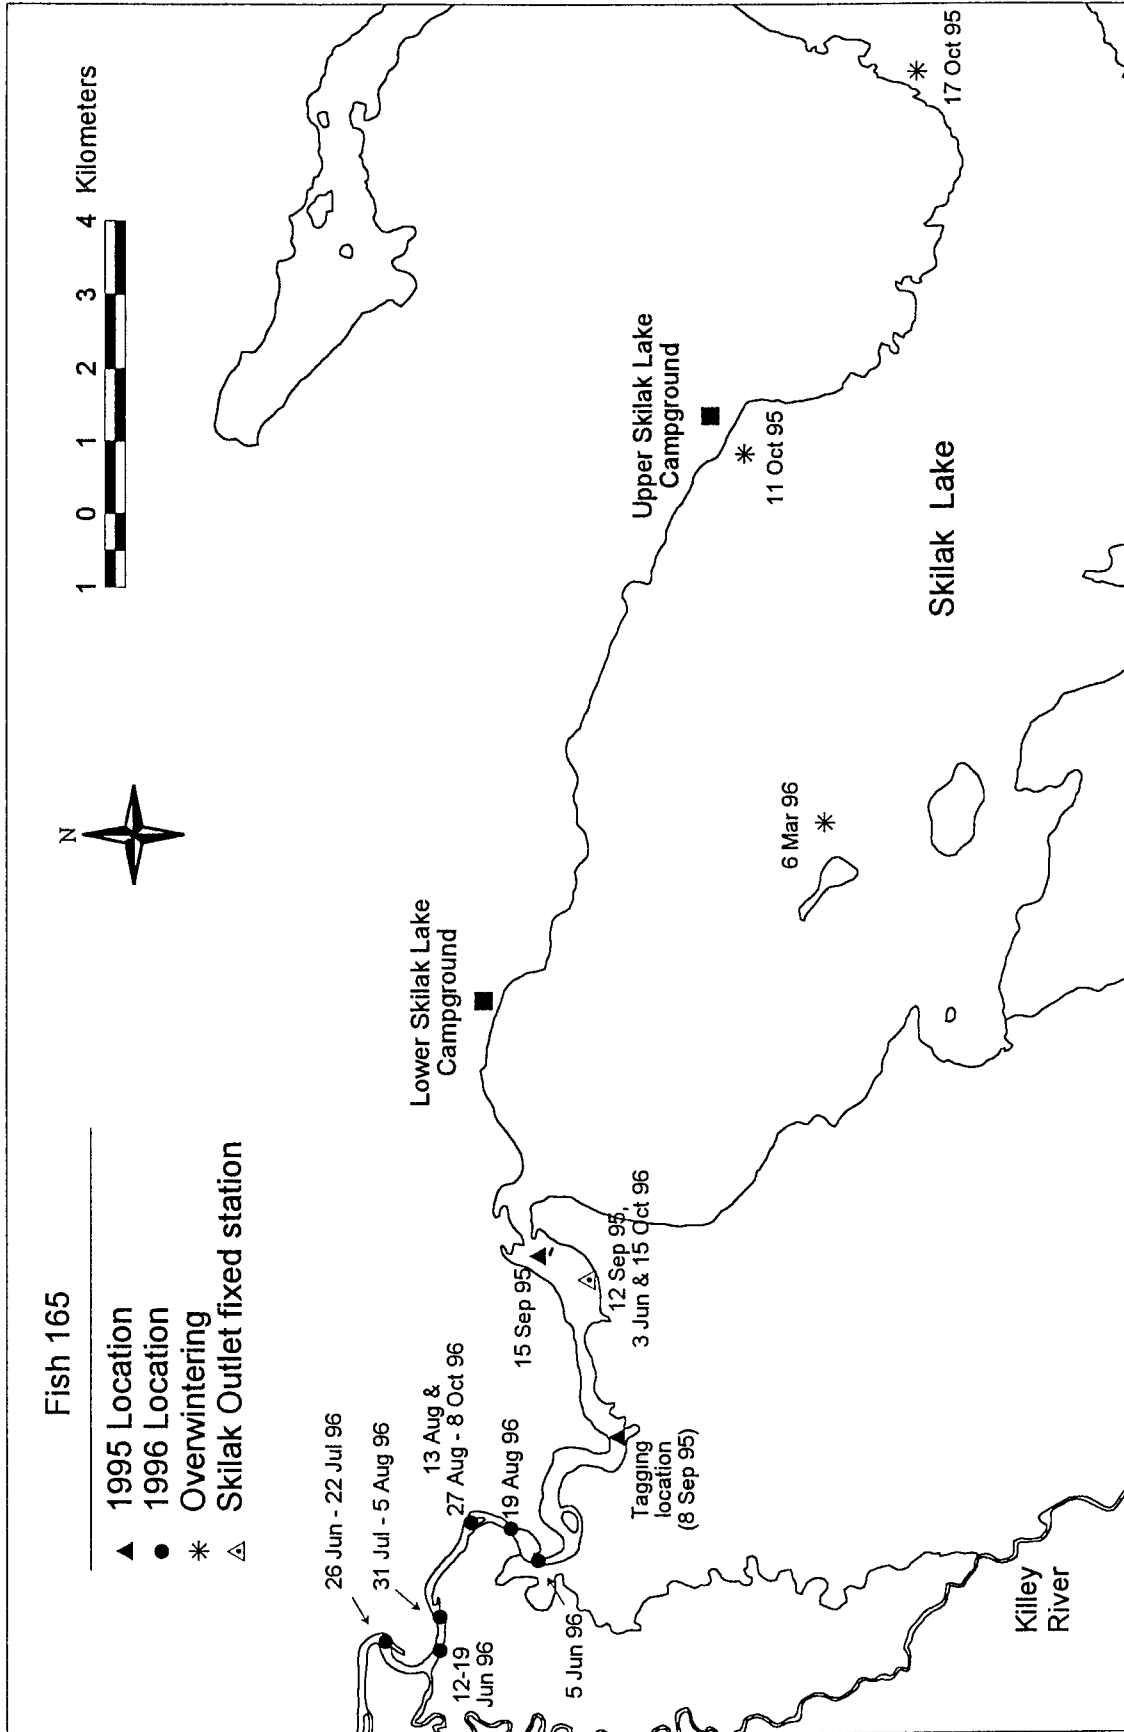 Fish 165
1995 Location
1996 Location
Overwintering
Skilak Outlet fixed station
N
1 0 1 2 3 4 Kilometers
26 Jun - 22 Jul 96
31 Jul - 5 Aug 96
13 Aug &
27 Aug - 8 Oct 96
19 Aug 96
12-19
Jun 96
5 Jun 96
Tagging
location
(8 Sep 95)
15 Sep 95
12 Sep 95,
3 Jun & 15 Oct 96
Lower Skilak Lake
Campground
6 Mar 96
Upper Skilak Lake
Campground
11 Oct 95
17 Oct 95
Skilak Lake
Killey
River